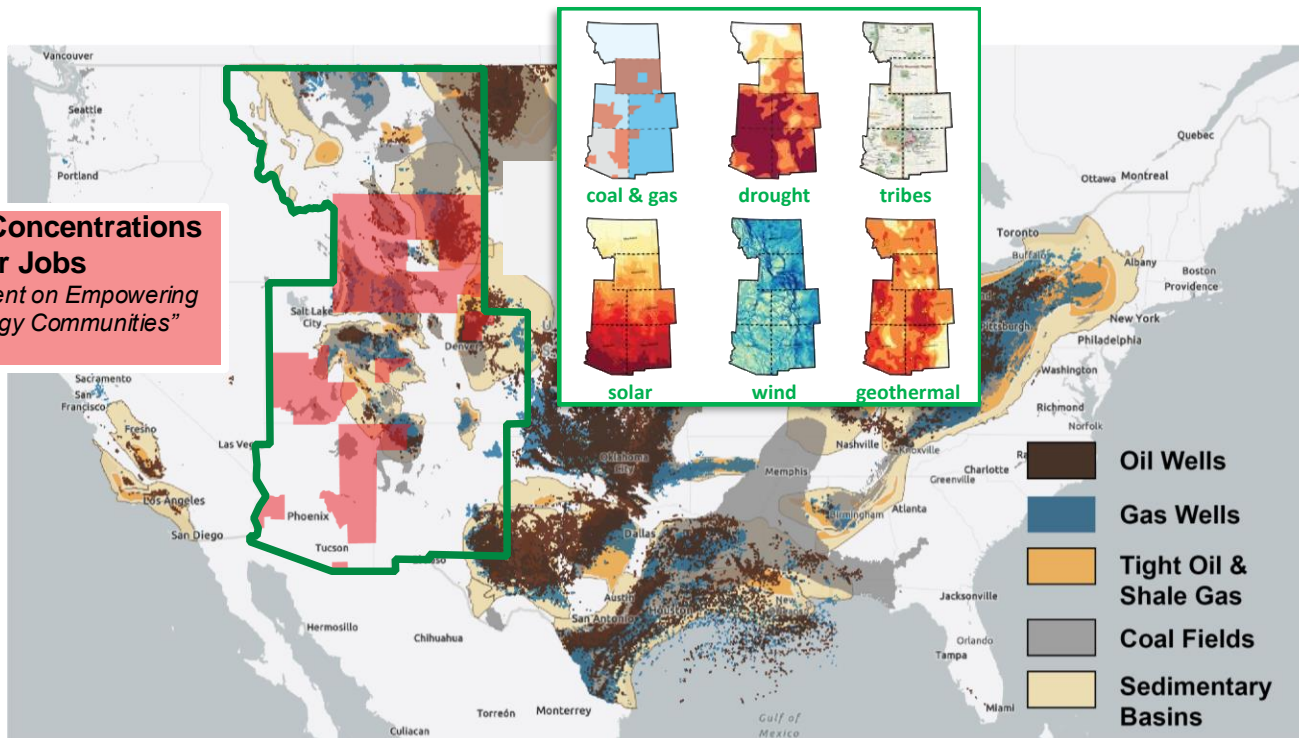 Vancouver
Seattle
Portland
Concentrations
Jobs
ent on Empowering
gy Communities”
Salt Lake
City
Denver
Sacramento
San
Francisco
Fresno
Las Veg
Los Angeles
San Diego
Phoenix
Tucson
Hermosillo
Chihuahua
Culiacan
Torreón
Monterrey
coal & gas
drought
tribes
solar
wind
geothermal
Quebec
Ottawa
Montreal
Toronto
Buffalo
Albany
Boston
Providence
New York
Pittsburgh
Philadelphia
Washington
Richmond
Norfolk
Nashville
Knoxville
Charlotte
Greenville
Memphis
Oklahoma
City
Birmingham
Atlanta
Dallas
Austin
San Antonio
New
Jacksonville
Orlando
Tampa
Miami
Gulf of
Mexico
Oil Wells
Gas Wells
Tight Oil &
Shale Gas
Coal Fields
Sedimentary
Basins